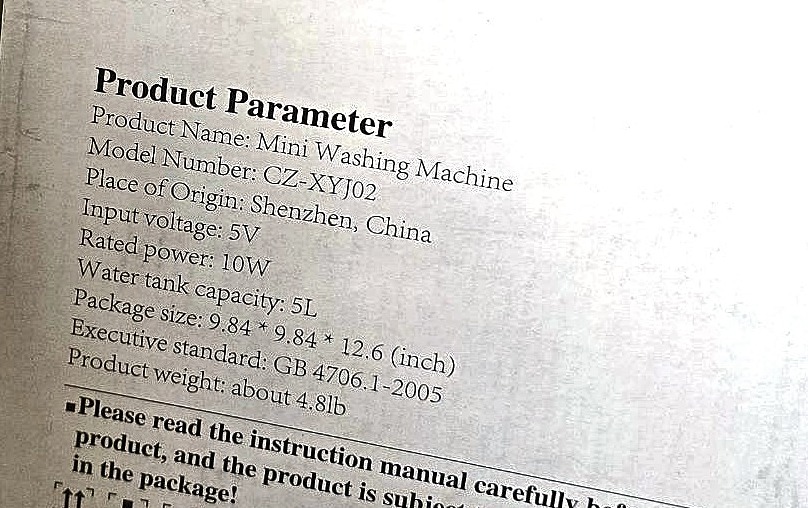 Product Parameter
Product Name: Mini Washing Machine
Model Number: CZ-XYJ02
Place of Origin: Shenzhen, China
Input voltage: 5V
Rated power: 10W
Water tank capacity: 5L
Package size: 9.84 * 9.84 * 12.6 (inch)
Executive standard: GB 4706.1-2005
Product weight: about 4.8lb
■Please read the instruction manual carefully
product, and the product is
in the package!